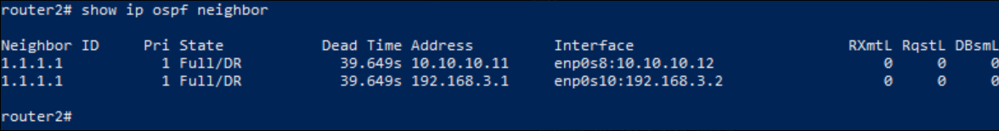 router2# show ip ospf neighbor
Neighbor ID Pri State Dead Time Address Interface RXmtL RqstL DBsmL
1.1.1.1 1 Full/DR 39.649s 10.10.10.11 enp0s8:10.10.10.12 0 0 0
1.1.1.1 1 Full/DR 39.649s 192.168.3.1 enp0s10:192.168.3.2 0 0 0
router2#